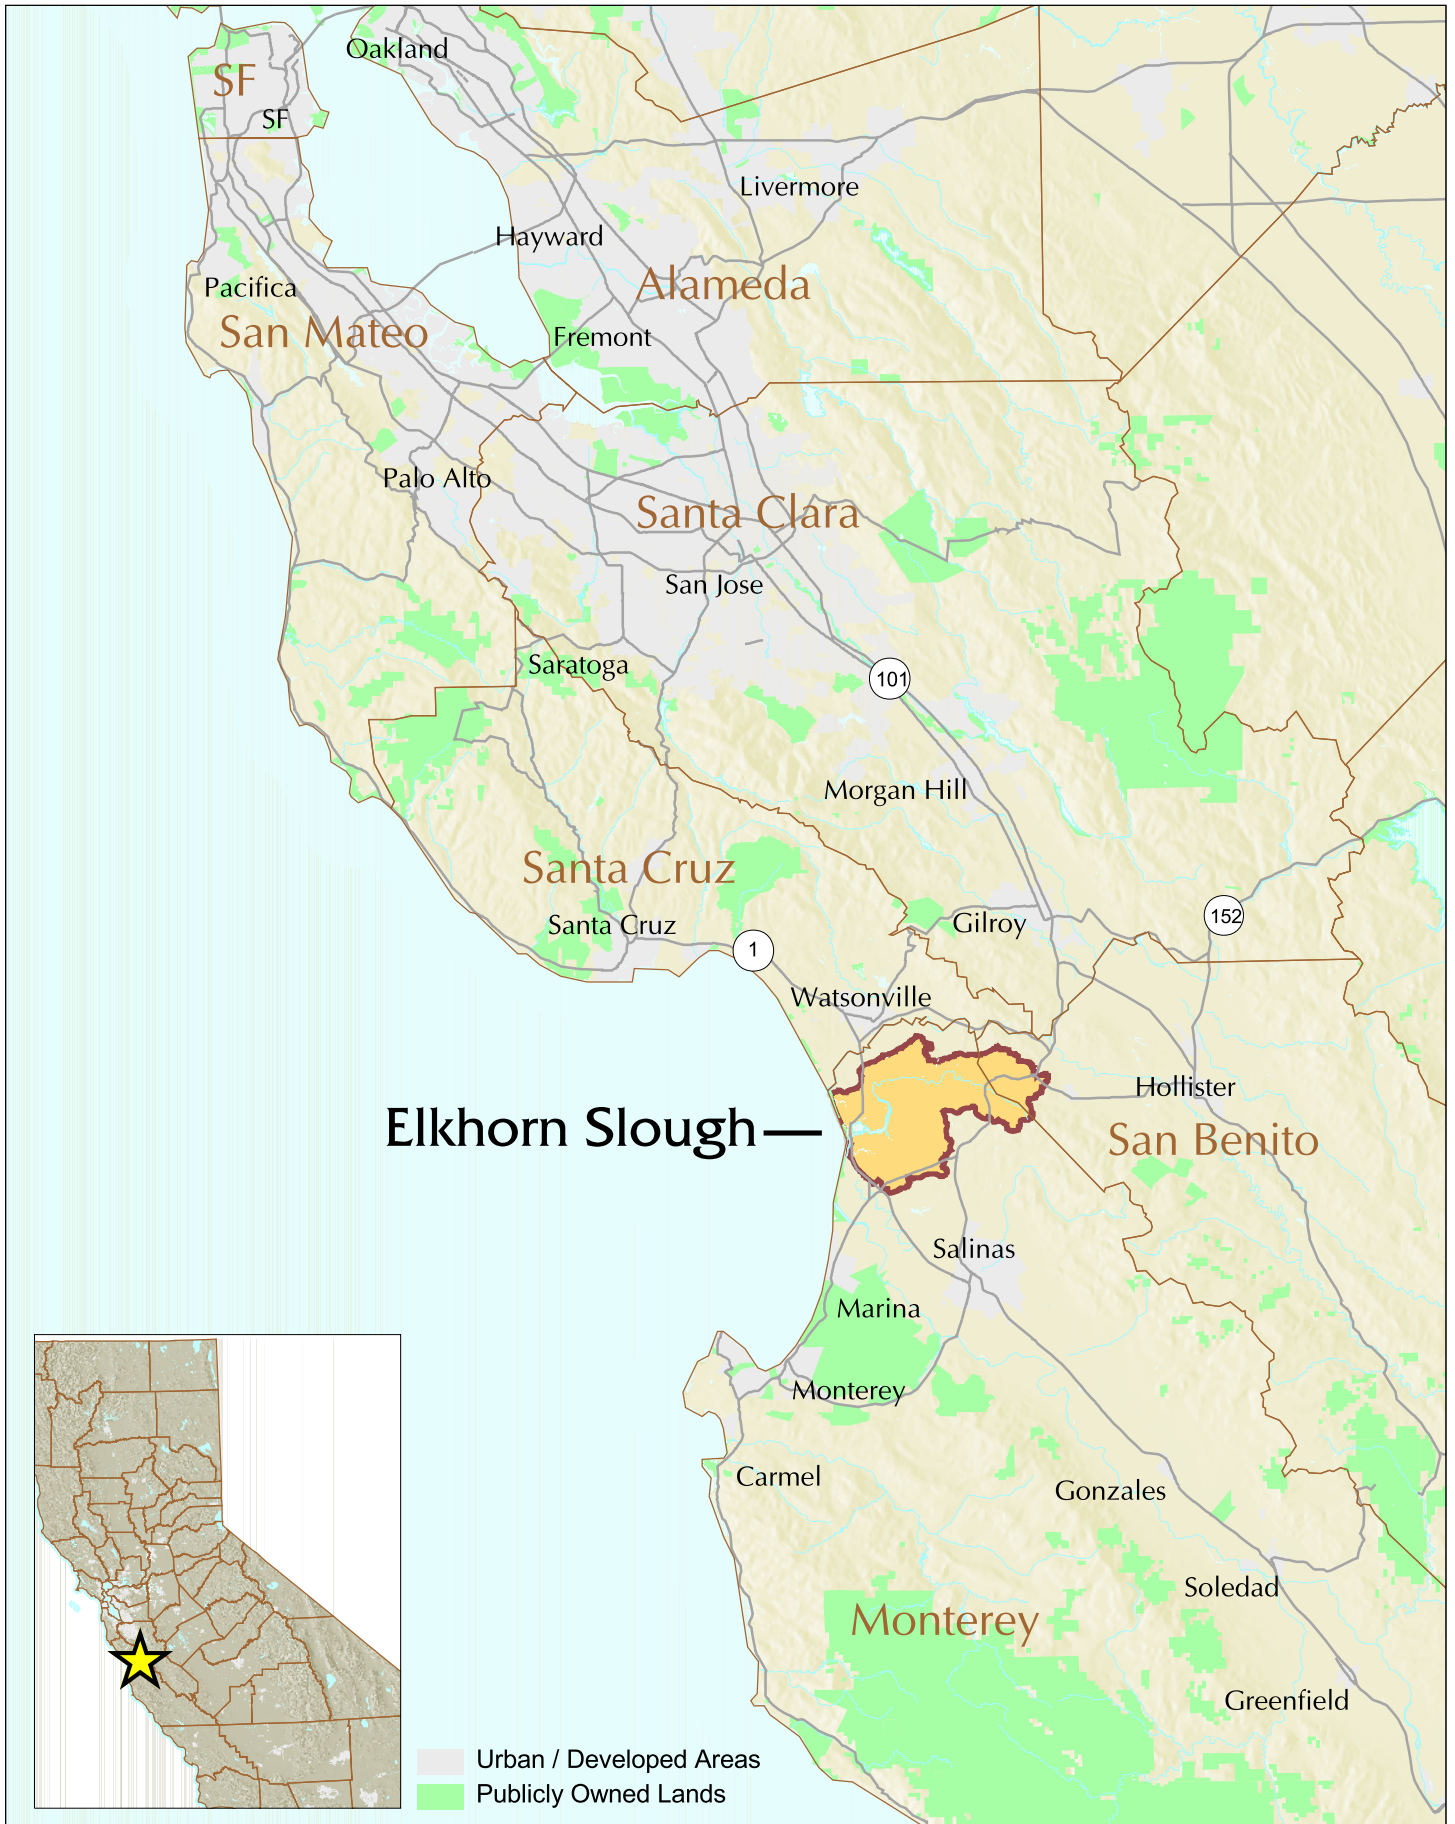 Oakland
SF
SF
Livermore
Hayward
Alameda
Pacifica
San Mateo
Fremont
Palo Alto
Santa Clara
San Jose
Saratoga
101
Morgan Hill
Santa Cruz
152
Santa Cruz
Gilroy
1
Watsonville
Hollister
Elkhorn Slough
San Benito
Salinas
Marina
Monterey
Carmel
Gonzales
Soledad
Monterey
Greenfield
Urban / Developed Areas
Publicly Owned Lands